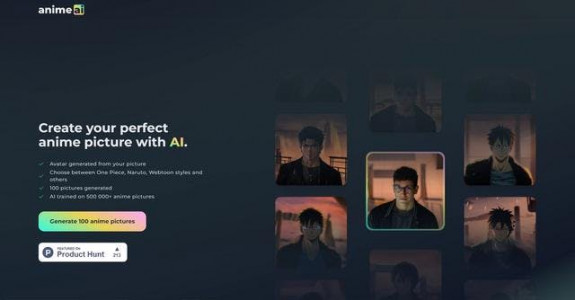 anime ai
Create your perfect
anime picture with AI.
Avatar generated from your picture
Choose between One Piece, Naruto, Webtoon styles and
others
100 pictures generated
AI trained on 500 000+ anime pictures
Generate 100 anime pictures
FEATURED ON
Product Hunt
P
212